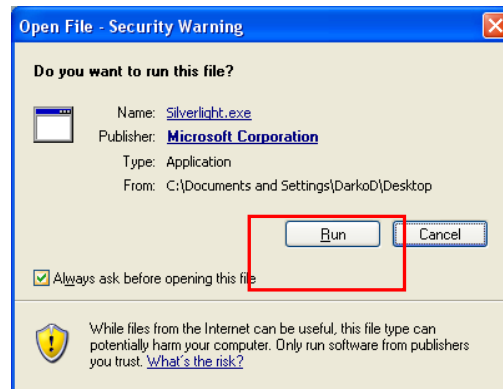 Open File - Security Warning
Do you want to run this file?
Name: Silverlight.exe
Publisher: Microsoft Corporation
Type: Application
From: C:\Documents and Settings\DarkoD\Desktop
Run Cancel
Always ask before opening this file
While files from the Internet can be useful, this file type can
potentially harm your computer. Only run software from publishers
you trust. What's the risk?